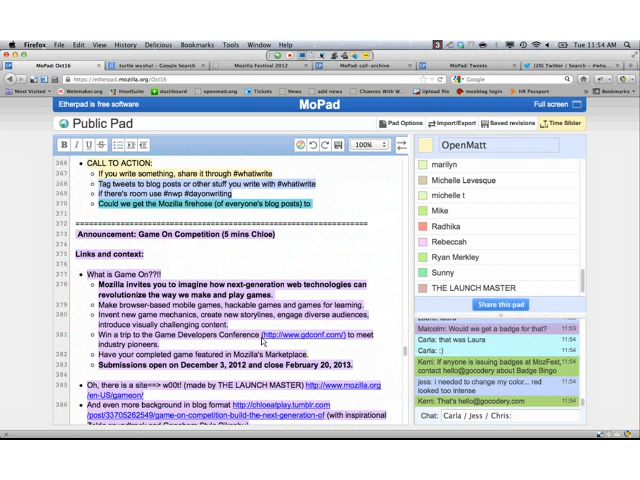 Firefox File Edit View History Bookmarks Tools Window Help
Tue 11:54 AM
MoPad: Oct16
MoPad: Oct16
turtle wushu! - Google Search
Mozilla Festival 2012
MoPad: call-archive
MoPad: Tweets
(20) Twitter / Search - #wha...
https://etherpad.mozilla.org/Oct16
Google
Most Visited
Webmaker.org
HootSuite
dashboard
openmatt.org
Notes
add news
Chances With W...
Upload file
mozblog login
HR Passport
Bookmarks
Etherpad is free software
MoPad
Full screen
Public Pad
Pad Options
Import/Export
Saved revisions
Time Slider
B I U S
100%
OpenMatt
366 CALL TO ACTION:
367 If you write something, share it through #whatiwrite
368 Tag tweets to blog posts or other stuff you write with #whatiwrite
369 if there's room use #nwp #dayonwriting
370 Could we get the Mozilla firehose (of everyone's blog posts) to
371
372 ====================================================================
373 Announcement: Game On Competition (5 mins Chloe)
374
375 Links and context:
376
377 What is Game On??!!
378 Mozilla invites you to imagine how next-generation web technologies can
revolutionize the way we make and play games.
379 Make browser-based mobile games, hackable games and games for learning.
380 Invent new game mechanics, create new storylines, engage diverse audiences,
introduce visually challenging content.
381 Win a trip to the Game Developers Conference (http://www.gdconf.com/) to meet
industry pioneers.
382 Have your completed game featured in Mozilla's Marketplace.
383 Submissions open on December 3, 2012 and close February 20, 2013.
384
385 Oh, there is a site==> w00t! (made by THE LAUNCH MASTER) http://www.mozilla.org
/en-US/gameon/
386 And even more background in blog format http://chloeatplay.tumblr.com
/post/33705262549/game-on-competition-build-the-next-generation-of (with inspirational
marilyn
Michelle Levesque
michelle t
Mike
Radhika
Rebeccah
Ryan Merkley
Sunny
THE LAUNCH MASTER
Share this pad
Malcolm: Would we get a badge for that? 11:53
Carla: that was Laura 11:53
Carla: :) 11:53
Kerri: If anyone is issuing badges at MozFest, 11:54
contact hello@gocodery about Badge Bingo
jess: i needed to change my color... red 11:54
looked too intense
Kerri: That's hello@gocodery.com 11:54
Chat: Carla / Jess / Chris: